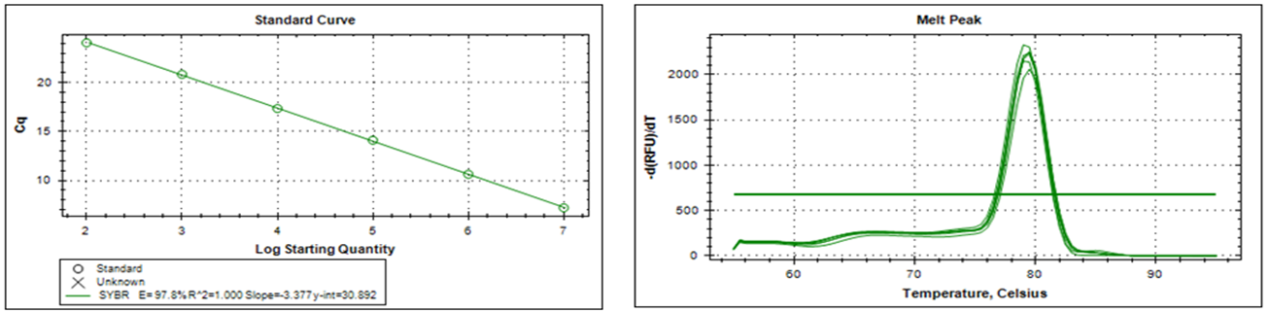 Standard Curve
20
15
10
Cq
2 3 4 5 6 7
Log Starting Quantity
Standard
Unknown
SYBR E= 97.8% R^2=1.000 Slope=-3.377 y-int=30.892
Melt Peak
2000
1500
1000
500
0
-d(RFU)/dT
60 70 80 90
Temperature, Celsius